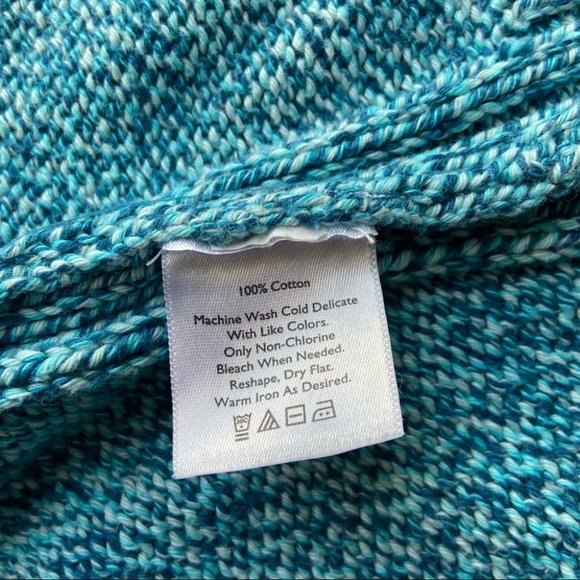 100% Cotton
Machine Wash Cold Delicate
With Like Colors.
Only Non-Chlorine
Bleach When Needed.
Reshape, Dry Flat.
Warm Iron As Desired.